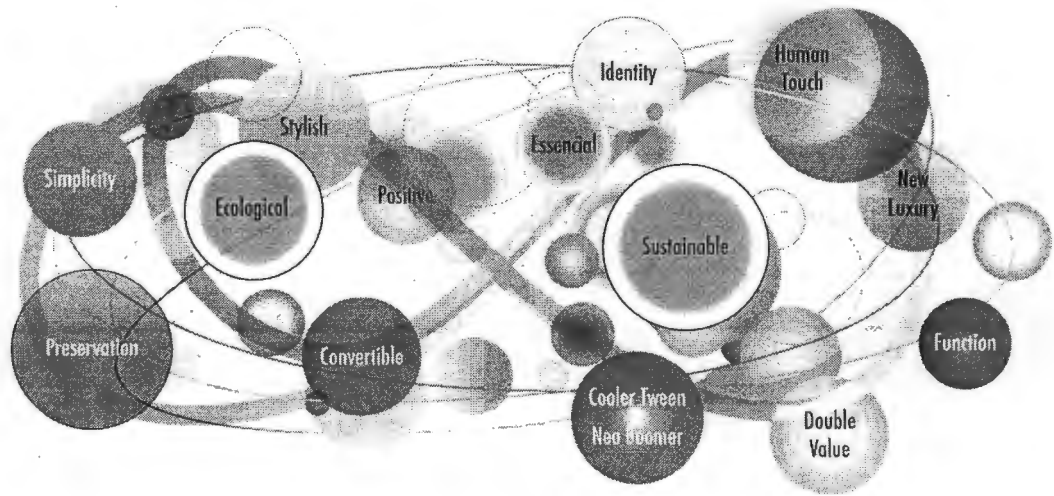 Identity
Human
Touch
Stylish
Essencial
Simplicity
Positive
New
Luxury
Ecological
Sustainable
Preservation
Convertible
Function
Cooler Tween
Neo Boomer
Double
Value